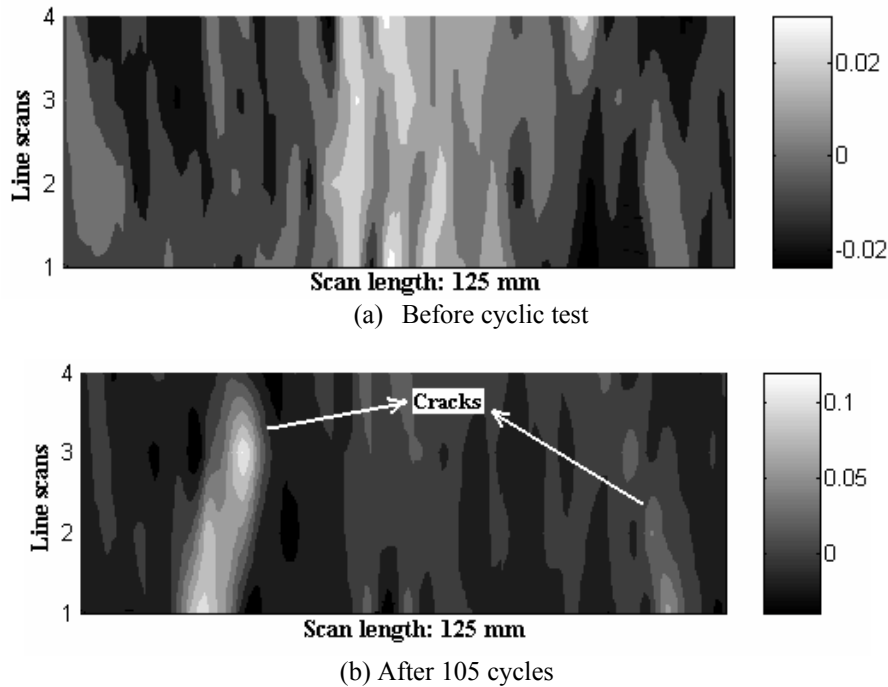 4
3
2
1
Line scans
Scan length: 125 mm
0.02
0
-0.02
(a) Before cyclic test
4
3
2
1
Line scans
Cracks
Scan length: 125 mm
0.1
0.05
0
(b) After 105 cycles